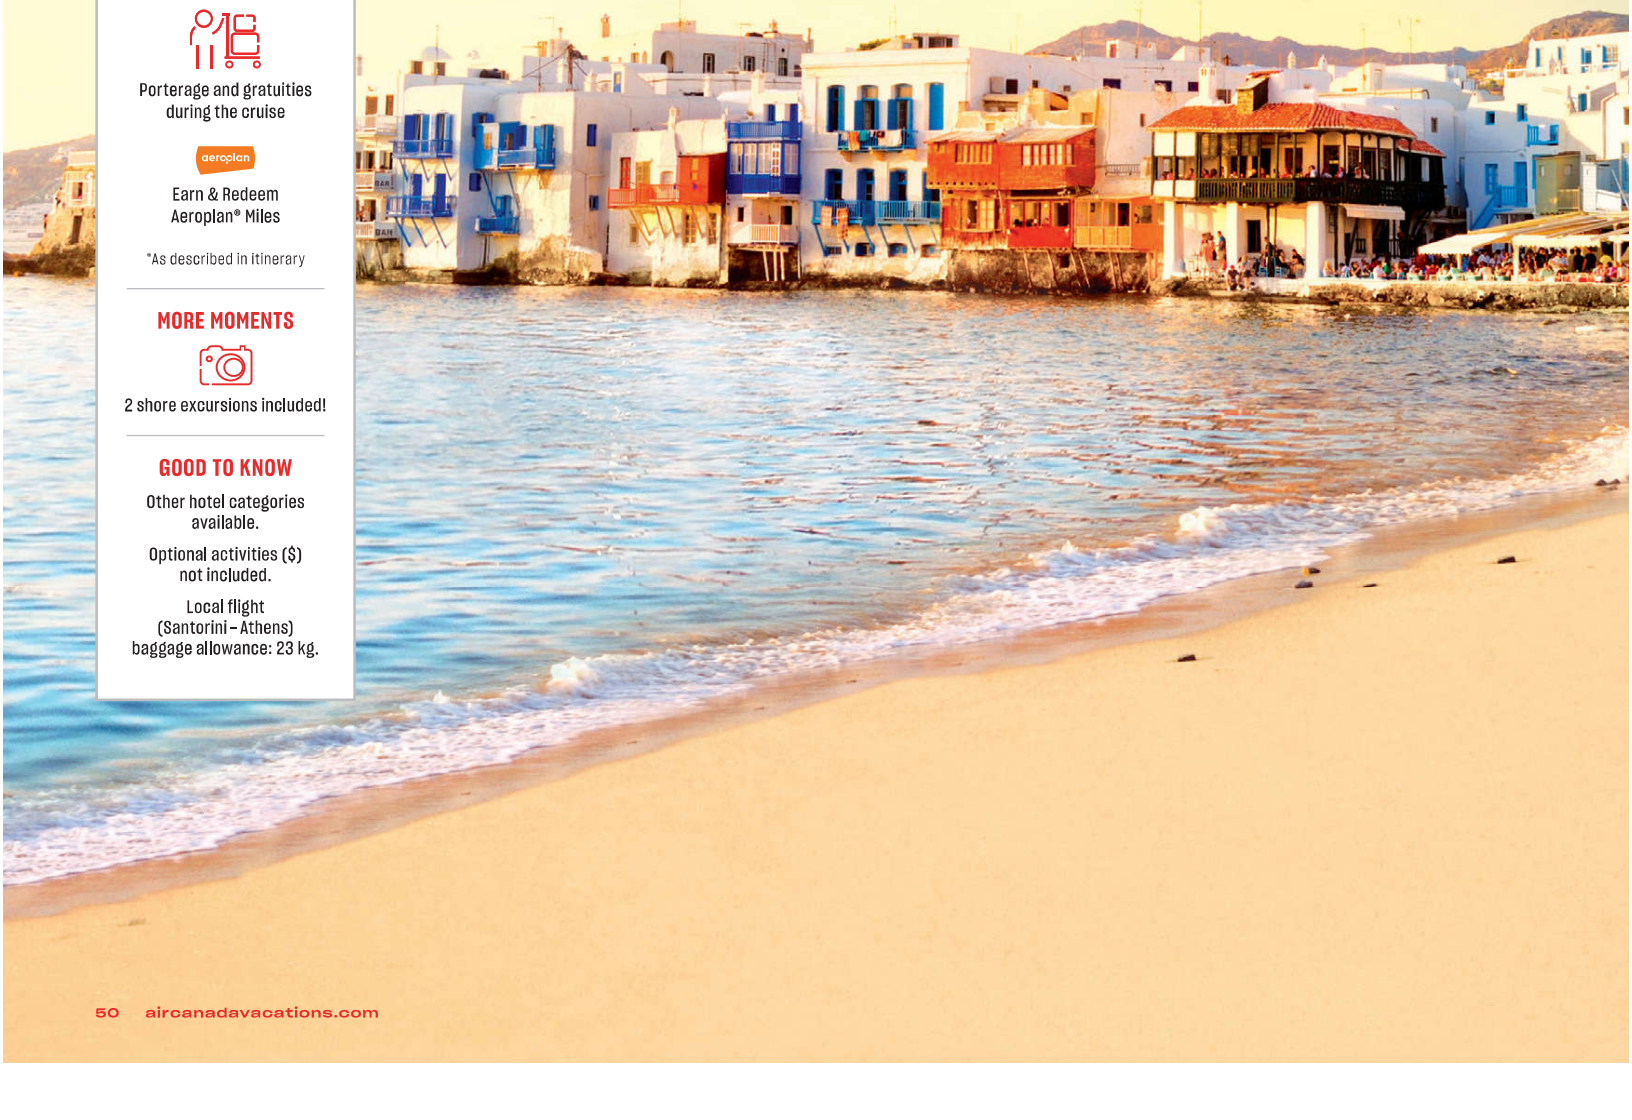 Porterage and gratuities
during the cruise
aeroplan
Earn & Redeem
Aeroplan® Miles
*As described in itinerary
MORE MOMENTS
2 shore excursions included!
GOOD TO KNOW
Other hotel categories
available.
Optional activities ($)
not included.
Local flight
(Santorini – Athens)
baggage allowance: 23 kg.
BAR
BAR
50 aircanadavacations.com